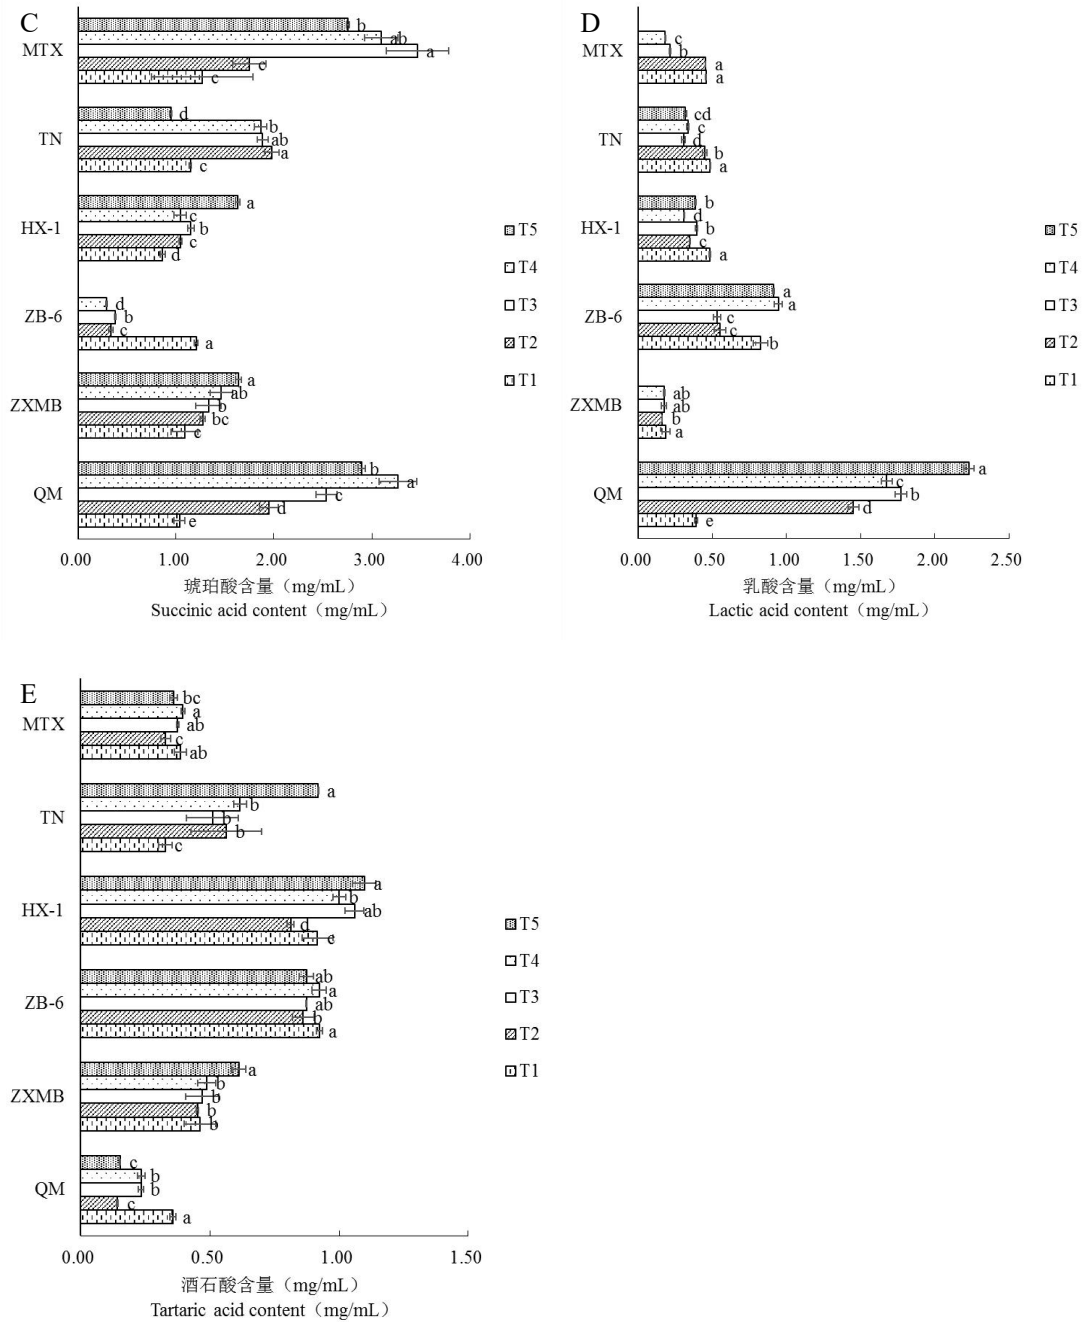 C
MTX
b
ab
a
c
c
TN
d
b
ab
a
c
HX-1
a
c
b
c
d
ZB-6
d
b
c
a
ZXMB
a
ab
b
bc
c
QM
b
a
c
d
e
T5
T4
T3
T2
T1
0.00 1.00 2.00 3.00 4.00
琥珀酸含量（mg/mL）
Succinic acid content（mg/mL）
D
MTX
c
b
a
a
TN
cd
c
d
b
a
HX-1
b
d
b
c
a
ZB-6
a
a
c
c
b
ZXMB
ab
ab
b
a
QM
a
c
b
d
e
T5
T4
T3
T2
T1
0.00 0.50 1.00 1.50 2.00 2.50
乳酸含量（mg/mL）
Lactic acid content（mg/mL）
E
MTX
bc
a
ab
c
ab
TN
a
b
b
b
c
HX-1
a
b
ab
d
c
ZB-6
ab
a
ab
b
a
ZXMB
a
b
b
b
b
QM
c
b
b
c
a
T5
T4
T3
T2
T1
0.00 0.50 1.00 1.50
酒石酸含量（mg/mL）
Tartaric acid content（mg/mL）